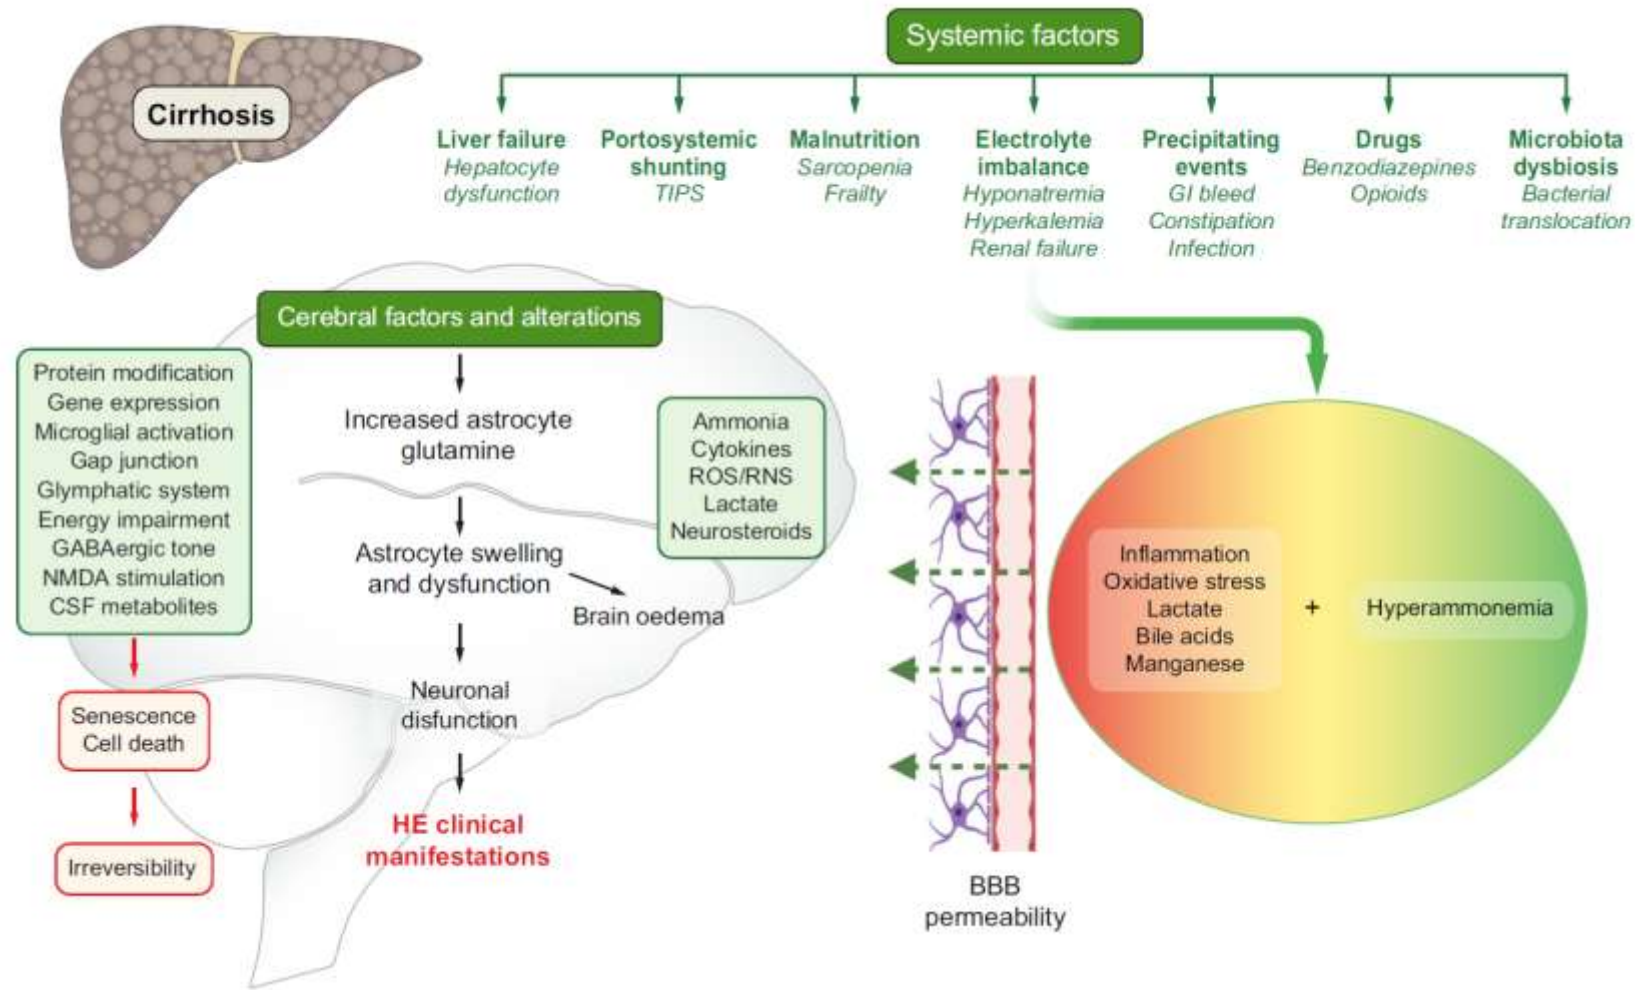 Cirrhosis
Systemic factors
Liver failure
Hepatocyte
dysfunction
Portosystemic
shunting
TIPS
Malnutrition
Sarcopenia
Frailty
Electrolyte
imbalance
Hyponatremia
Hyperkalemia
Renal failure
Precipitating
events
GI bleed
Constipation
Infection
Drugs
Benzodiazepines
Opioids
Microbiota
dysbiosis
Bacterial
translocation
Cerebral factors and alterations
Protein modification
Gene expression
Microglial activation
Gap junction
Glymphatic system
Energy impairment
GABAergic tone
NMDA stimulation
CSF metabolites
Senescence
Cell death
Irreversibility
Increased astrocyte
glutamine
Astrocyte swelling
and dysfunction
Brain oedema
Neuronal
disfunction
HE clinical
manifestations
Ammonia
Cytokines
ROS/RNS
Lactate
Neurosteroids
BBB
permeability
Inflammation
Oxidative stress
Lactate
Bile acids
Manganese
+
Hyperammonemia